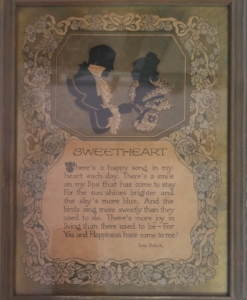 SWEETHEART
There's a happy song in my
heart each day. There's a smile
on my lips that has come to stay
For the sun shines brighter and
the sky's more blue. And the
birds sing more sweetly than they
used to do. There's more joy in
living than there used to be—For
You and Happiness have come to me!